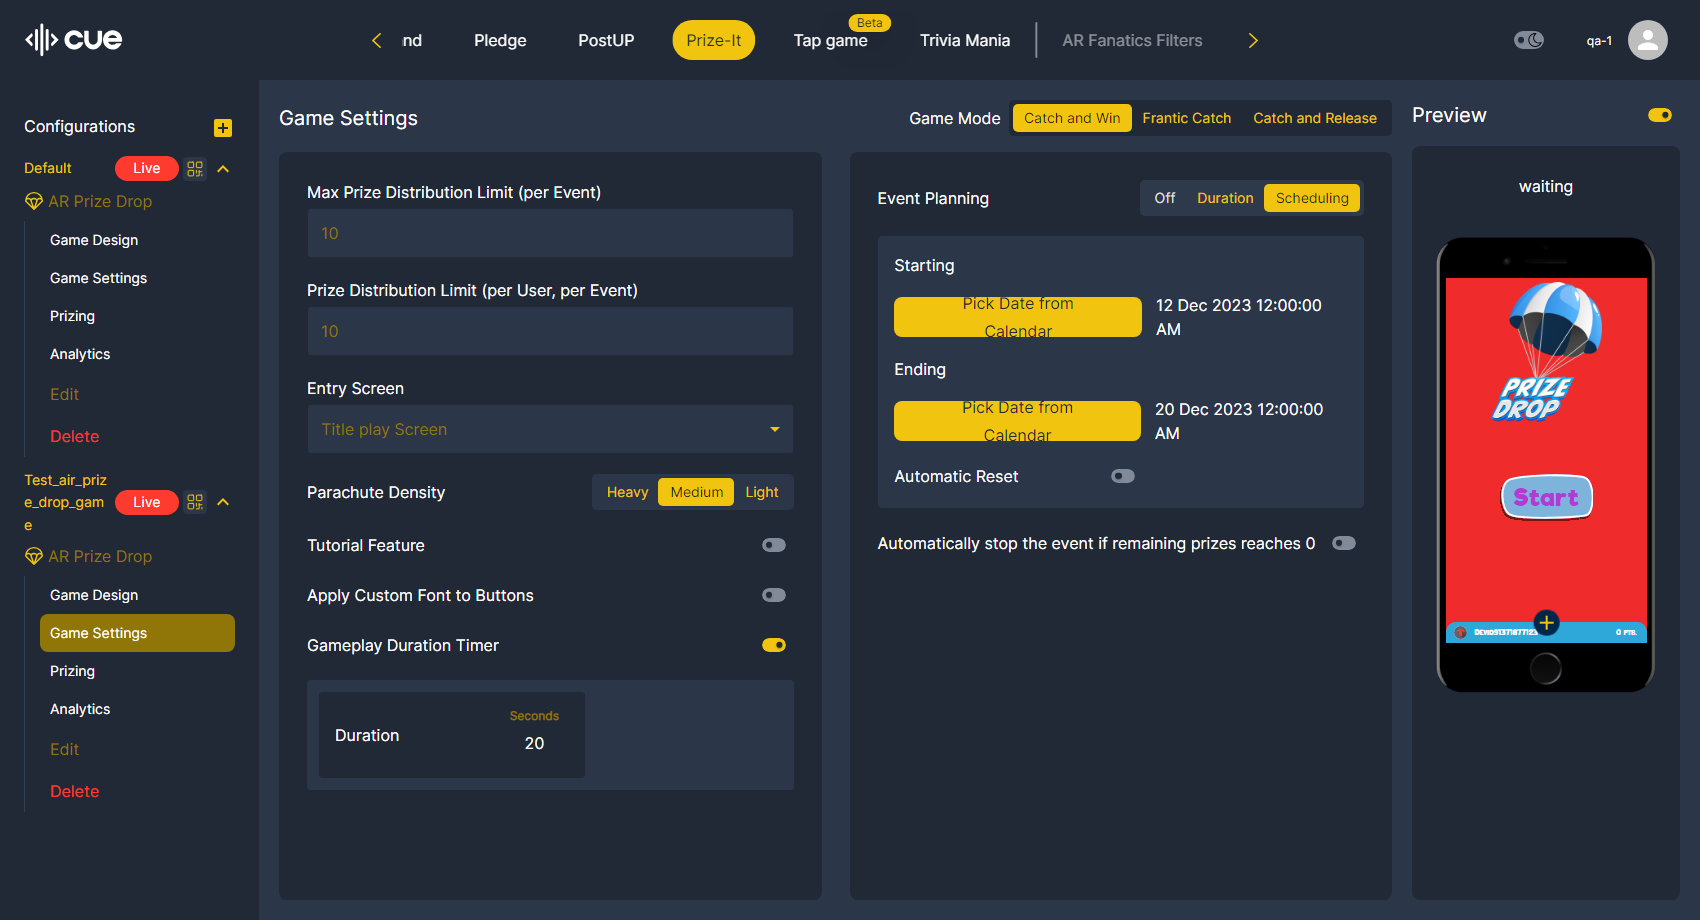 cue
nd
Pledge
PostUP
Prize-It
Beta
Tap game
Trivia Mania
AR Fanatics Filters
qa-1
Configurations
Default
Live
AR Prize Drop
Game Design
Game Settings
Prizing
Analytics
Edit
Delete
Test_air_priz
e_drop_gam
e
Live
AR Prize Drop
Game Design
Game Settings
Prizing
Analytics
Edit
Delete
Game Settings
Game Mode
Catch and Win
Frantic Catch
Catch and Release
Max Prize Distribution Limit (per Event)
10
Prize Distribution Limit (per User, per Event)
10
Entry Screen
Title play Screen
Parachute Density
Heavy
Medium
Light
Tutorial Feature
Apply Custom Font to Buttons
Gameplay Duration Timer
Duration
Seconds
20
Event Planning
Off
Duration
Scheduling
Starting
Pick Date from
Calendar
12 Dec 2023 12:00:00
AM
Ending
Pick Date from
Calendar
20 Dec 2023 12:00:00
AM
Automatic Reset
Automatically stop the event if remaining prizes reaches 0
Preview
waiting
PRIZE
DROP
Start
0 PTS.